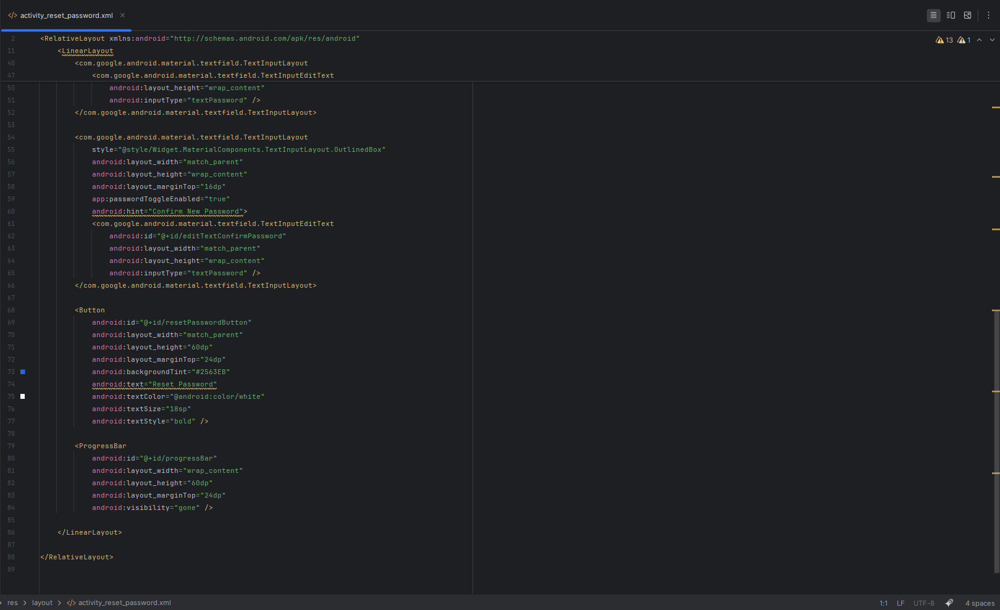 </> activity_reset_password.xml ×
2 <RelativeLayout xmlns:android="http://schemas.android.com/apk/res/android"
13 1
11 <LinearLayout
40 <com.google.android.material.textfield.TextInputLayout
47 <com.google.android.material.textfield.TextInputEditText
50 android:layout_height="wrap_content"
51 android:inputType="textPassword" />
52 </com.google.android.material.textfield.TextInputLayout>
53
54 <com.google.android.material.textfield.TextInputLayout
55 style="@style/Widget.MaterialComponents.TextInputLayout.OutlinedBox"
56 android:layout_width="match_parent"
57 android:layout_height="wrap_content"
58 android:layout_marginTop="16dp"
59 app:passwordToggleEnabled="true"
60 android:hint="Confirm New Password">
61 <com.google.android.material.textfield.TextInputEditText
62 android:id="@+id/editTextConfirmPassword"
63 android:layout_width="match_parent"
64 android:layout_height="wrap_content"
65 android:inputType="textPassword" />
66 </com.google.android.material.textfield.TextInputLayout>
67
68 <Button
69 android:id="@+id/resetPasswordButton"
70 android:layout_width="match_parent"
71 android:layout_height="60dp"
72 android:layout_marginTop="24dp"
73 android:backgroundTint="#2563EB"
74 android:text="Reset Password"
75 android:textColor="@android:color/white"
76 android:textSize="18sp"
77 android:textStyle="bold" />
78
79 <ProgressBar
80 android:id="@+id/progressBar"
81 android:layout_width="wrap_content"
82 android:layout_height="60dp"
83 android:layout_marginTop="24dp"
84 android:visibility="gone" />
85
86 </LinearLayout>
87
88 </RelativeLayout>
89
res > layout > </> activity_reset_password.xml
1:1 LF UTF-8 4 spaces